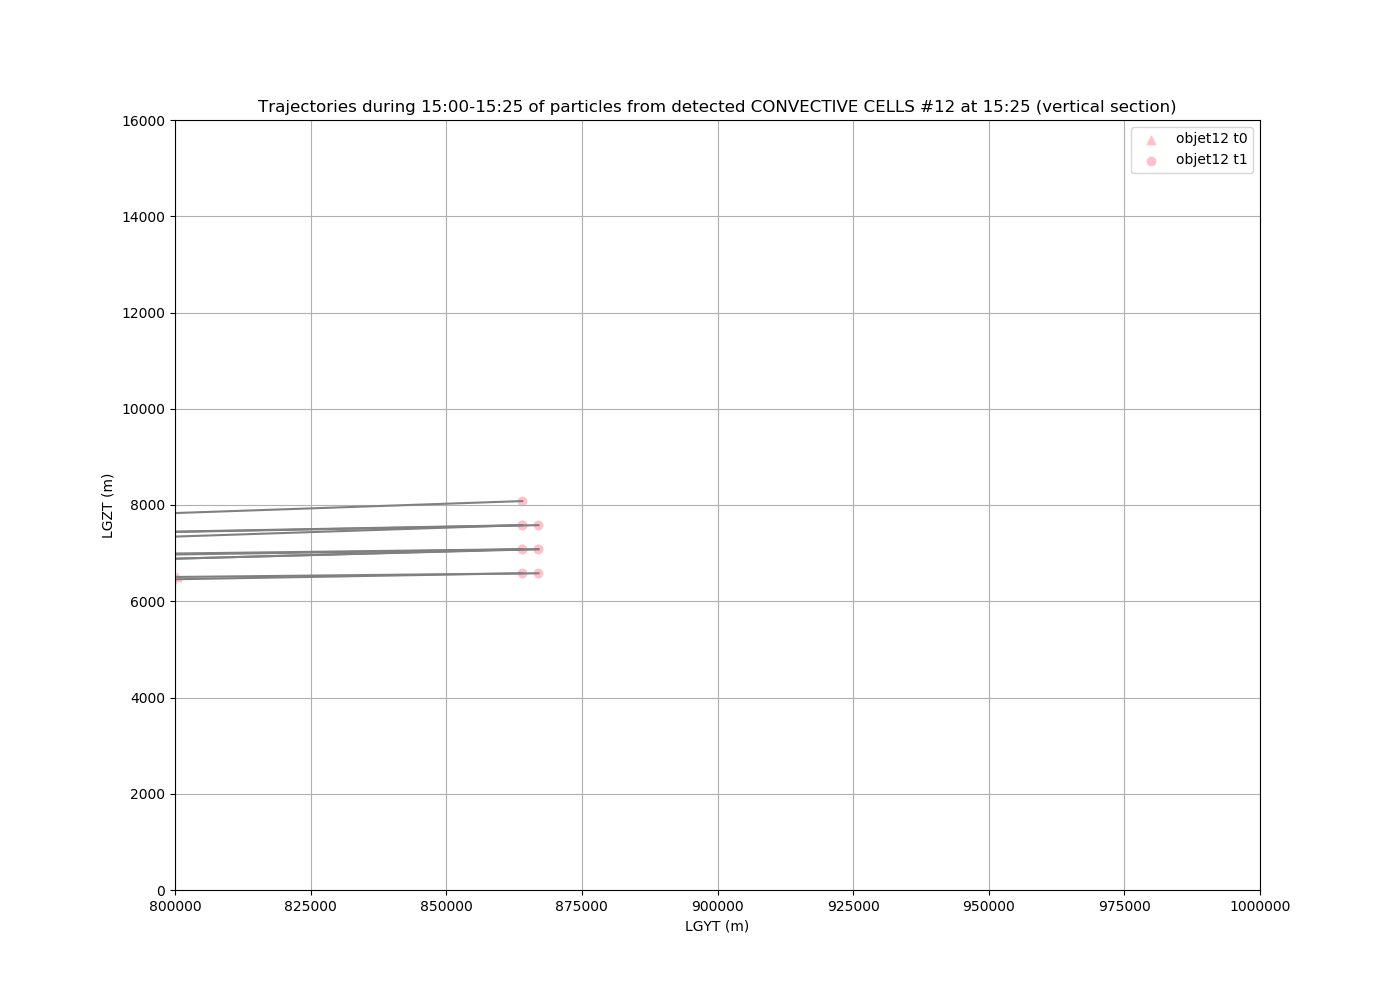 Trajectories during 15:00-15:25 of particles from detected CONVECTIVE CELLS #12 at 15:25 (vertical section)
objet12 t0
objet12 t1
16000
14000
12000
10000
8000
6000
4000
2000
0
LGZT (m)
800000 825000 850000 875000 900000 925000 950000 975000 1000000
LGYT (m)